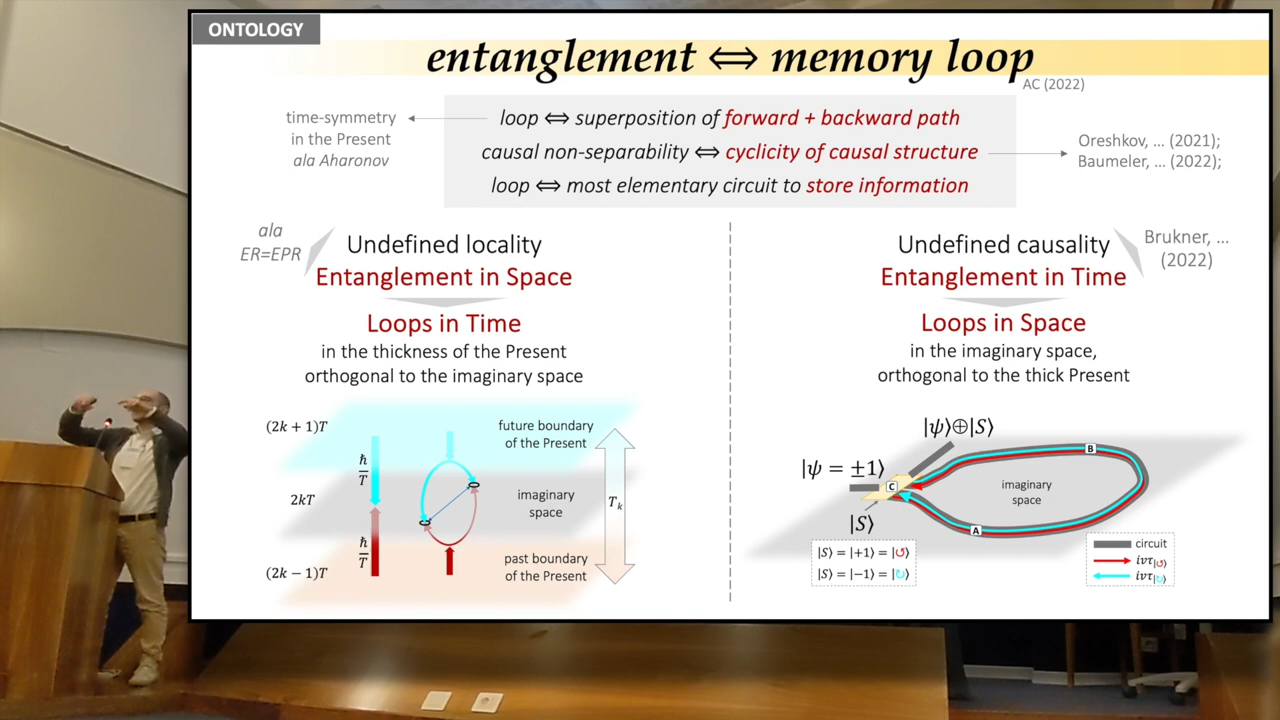 ONTOLOGY
entanglement ⇔ memory loop
AC (2022)
time-symmetry
in the Present
ala Aharonov
loop ⇔ superposition of forward + backward path
causal non-separability ⇔ cyclicity of causal structure
loop ⇔ most elementary circuit to store information
Oreshkov, ... (2021);
Baumeler, ... (2022);
ala
ER=EPR
Undefined locality
Entanglement in Space
Loops in Time
in the thickness of the Present
orthogonal to the imaginary space
(2k + 1)T
2kT
(2k − 1)T
ħ/T
ħ/T
future boundary
of the Present
imaginary
space
past boundary
of the Present
T_k
Undefined causality
Entanglement in Time
Brukner, ...
(2022)
Loops in Space
in the imaginary space,
orthogonal to the thick Present
|ψ⟩⊕|S⟩
|ψ = ±1⟩
|S⟩
C
B
A
imaginary
space
|S⟩ = |+1⟩ = |↺⟩
|S⟩ = |−1⟩ = |↻⟩
circuit
ivτ|↺⟩
ivτ|↻⟩